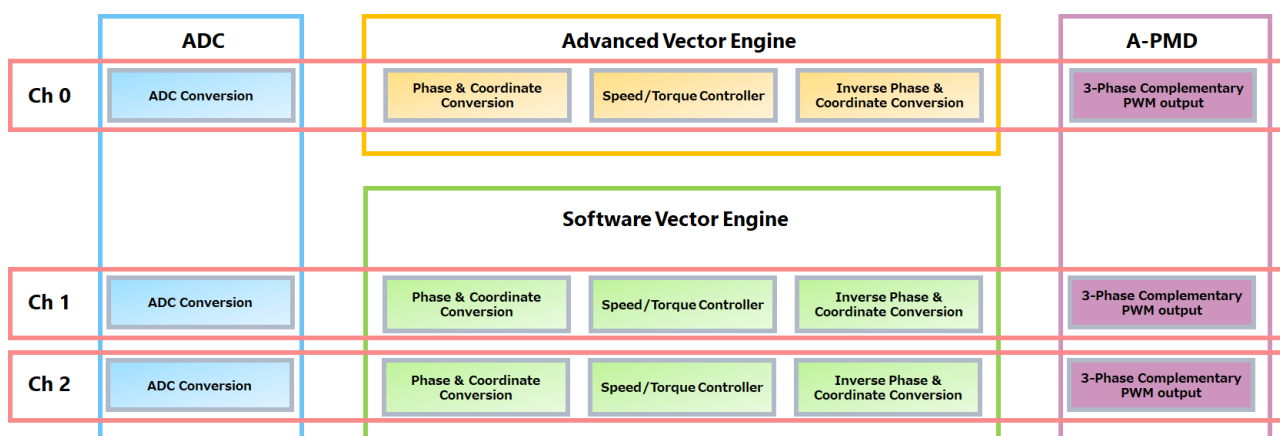 ADC
Advanced Vector Engine
A-PMD
Ch 0
ADC Conversion
Phase & Coordinate
Conversion
Speed/Torque Controller
Inverse Phase &
Coordinate Conversion
3-Phase Complementary
PWM output
Software Vector Engine
Ch 1
ADC Conversion
Phase & Coordinate
Conversion
Speed/Torque Controller
Inverse Phase &
Coordinate Conversion
3-Phase Complementary
PWM output
Ch 2
ADC Conversion
Phase & Coordinate
Conversion
Speed/Torque Controller
Inverse Phase &
Coordinate Conversion
3-Phase Complementary
PWM output